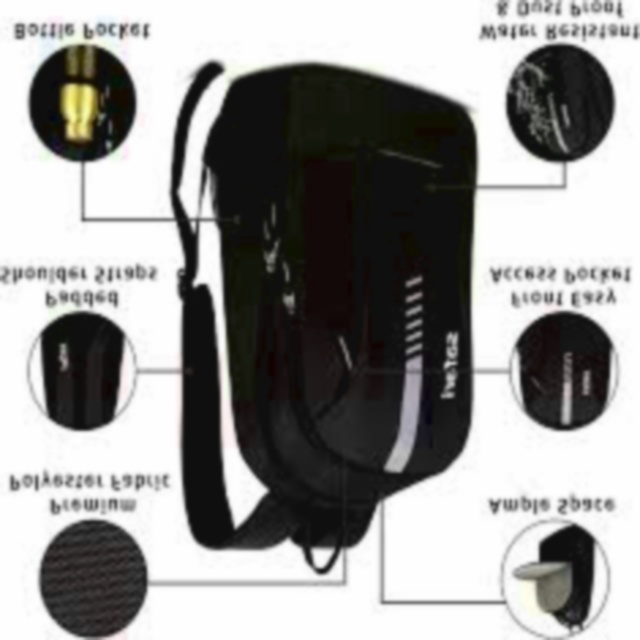 Premium
Polyester Fabric
Ample Space
Padded
Shoulder Straps
Front Easy
Access Pocket
Bottle Pocket
Water Resistant
& Dust Proof